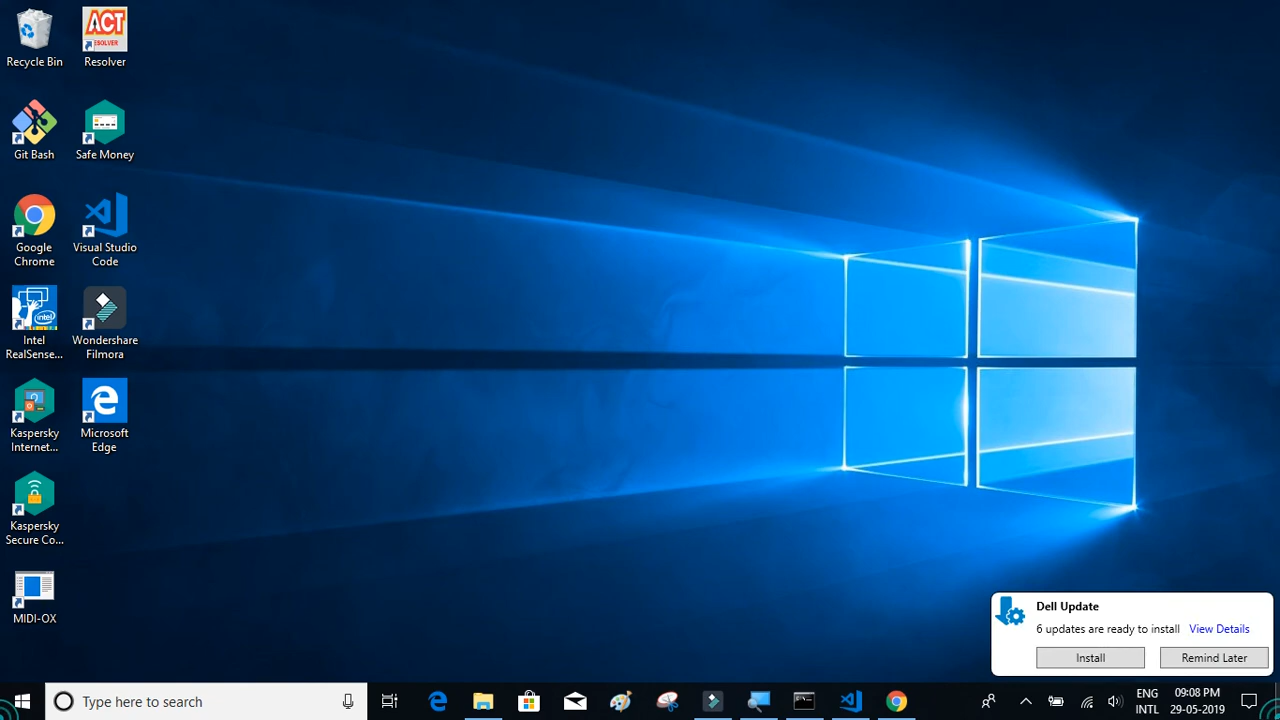 Recycle Bin
ACT
RESOLVER
Resolver
Git Bash
Safe Money
Google
Chrome
Visual Studio
Code
intel
Intel
RealSense...
Wondershare
Filmora
Kaspersky
Internet...
Microsoft
Edge
Kaspersky
Secure Co...
MIDI-OX
Dell Update
6 updates are ready to install View Details
Install
Remind Later
Type here to search
ENG
INTL
09:08 PM
29-05-2019